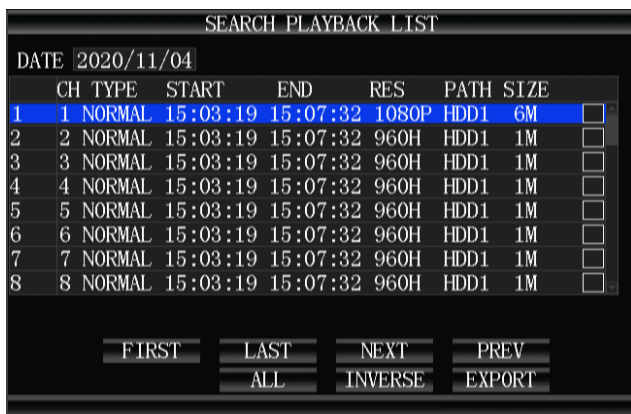 SEARCH PLAYBACK LIST
DATE 2020/11/04
CH TYPE START END RES PATH SIZE
1 1 NORMAL 15:03:19 15:07:32 1080P HDD1 6M
2 2 NORMAL 15:03:19 15:07:32 960H HDD1 1M
3 3 NORMAL 15:03:19 15:07:32 960H HDD1 1M
4 4 NORMAL 15:03:19 15:07:32 960H HDD1 1M
5 5 NORMAL 15:03:19 15:07:32 960H HDD1 1M
6 6 NORMAL 15:03:19 15:07:32 960H HDD1 1M
7 7 NORMAL 15:03:19 15:07:32 960H HDD1 1M
8 8 NORMAL 15:03:19 15:07:32 960H HDD1 1M
FIRST LAST NEXT PREV
ALL INVERSE EXPORT